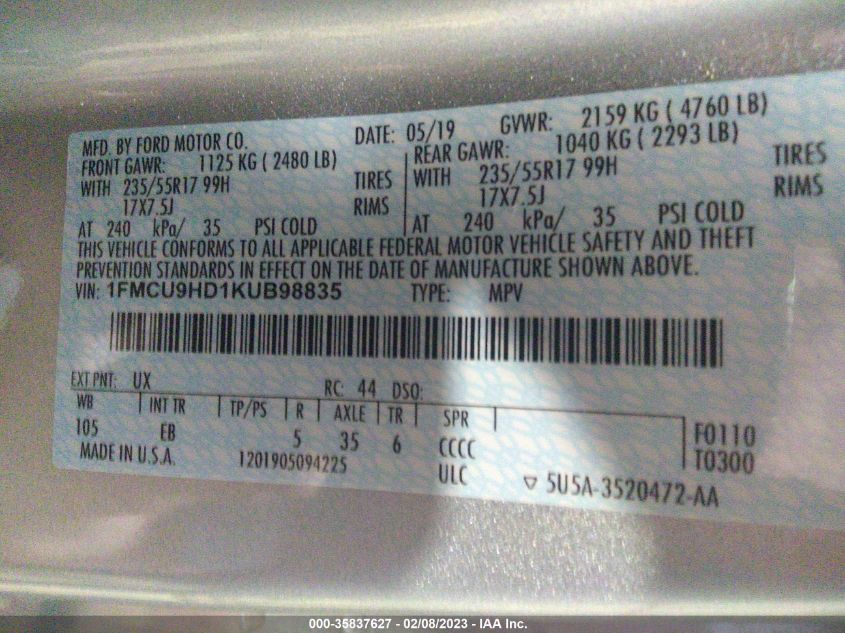 MFD. BY FORD MOTOR CO. DATE: 05/19 GVWR: 2159 KG ( 4760 LB)
FRONT GAWR: 1125 KG ( 2480 LB) REAR GAWR: 1040 KG ( 2293 LB)
WITH 235/55R17 99H TIRES WITH 235/55R17 99H TIRES
17X7.5J RIMS 17X7.5J RIMS
AT 240 kPa/ 35 PSI COLD AT 240 kPa/ 35 PSI COLD
THIS VEHICLE CONFORMS TO ALL APPLICABLE FEDERAL MOTOR VEHICLE SAFETY AND THEFT
PREVENTION STANDARDS IN EFFECT ON THE DATE OF MANUFACTURE SHOWN ABOVE.
VIN: 1FMCU9HD1KUB98835 TYPE: MPV
EXT PNT: UX RC: 44 DSO:
WB INT TR TP/PS R AXLE TR SPR
105 EB 5 35 6 CCCC F0110
MADE IN U.S.A. 1201905094225 ULC T0300
5U5A-3520472-AA
000-35837627 - 02/08/2023 - IAA Inc.